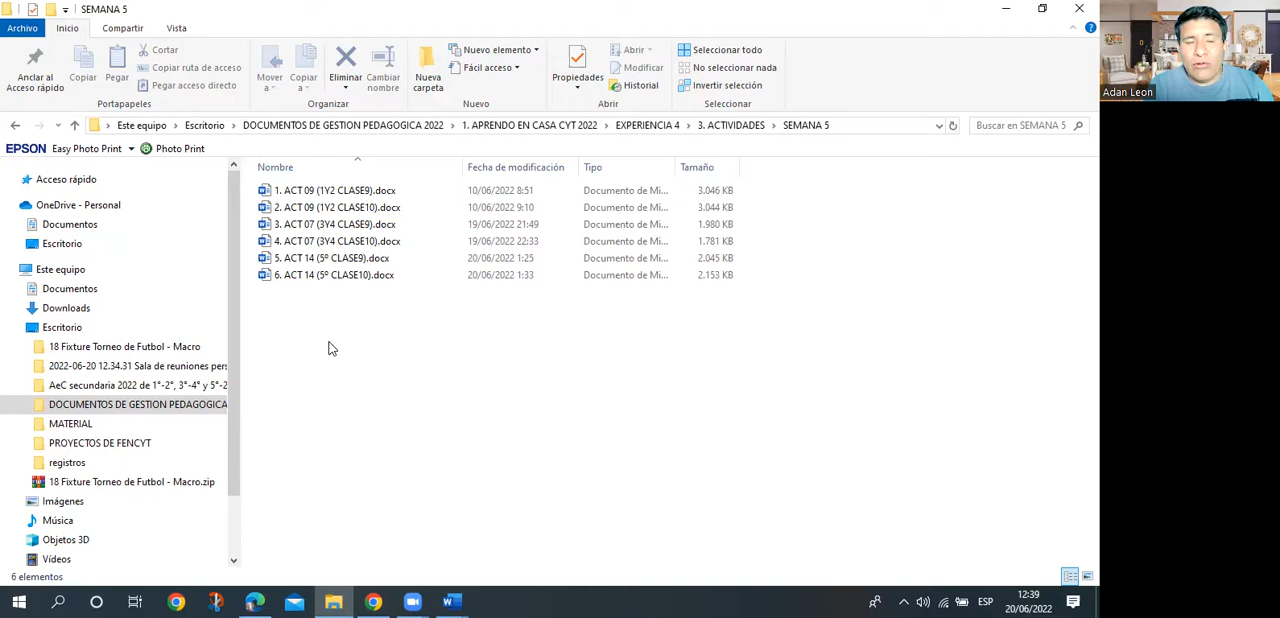 SEMANA 5
Archivo Inicio Compartir Vista
Anclar al Acceso rápido
Copiar
Pegar
Cortar
Copiar ruta de acceso
Pegar acceso directo
Portapapeles
Mover a
Copiar a
Eliminar
Cambiar nombre
Organizar
Nueva carpeta
Nuevo elemento
Fácil acceso
Nuevo
Propiedades
Abrir
Modificar
Historial
Abrir
Seleccionar todo
No seleccionar nada
Invertir selección
Seleccionar
Este equipo > Escritorio > DOCUMENTOS DE GESTION PEDAGOGICA 2022 > 1. APRENDO EN CASA CYT 2022 > EXPERIENCIA 4 > 3. ACTIVIDADES > SEMANA 5
Buscar en SEMANA 5
EPSON Easy Photo Print Photo Print
Acceso rápido
OneDrive - Personal
Documentos
Escritorio
Este equipo
Documentos
Downloads
Escritorio
18 Fixture Torneo de Futbol - Macro
2022-06-20 12.34.31 Sala de reuniones pers
AeC secundaria 2022 de 1°-2°, 3°-4° y 5°-2
DOCUMENTOS DE GESTION PEDAGOGICA
MATERIAL
PROYECTOS DE FENCYT
registros
18 Fixture Torneo de Futbol - Macro.zip
Imágenes
Música
Objetos 3D
Vídeos
Nombre Fecha de modificación Tipo Tamaño
1. ACT 09 (1Y2 CLASE9).docx 10/06/2022 8:51 Documento de Mi... 3.046 KB
2. ACT 09 (1Y2 CLASE10).docx 10/06/2022 9:10 Documento de Mi... 3.044 KB
3. ACT 07 (3Y4 CLASE9).docx 19/06/2022 21:49 Documento de Mi... 1.980 KB
4. ACT 07 (3Y4 CLASE10).docx 19/06/2022 22:33 Documento de Mi... 1.781 KB
5. ACT 14 (5º CLASE9).docx 20/06/2022 1:25 Documento de Mi... 2.045 KB
6. ACT 14 (5º CLASE10).docx 20/06/2022 1:33 Documento de Mi... 2.153 KB
6 elementos
Adan Leon
ESP
12:39
20/06/2022